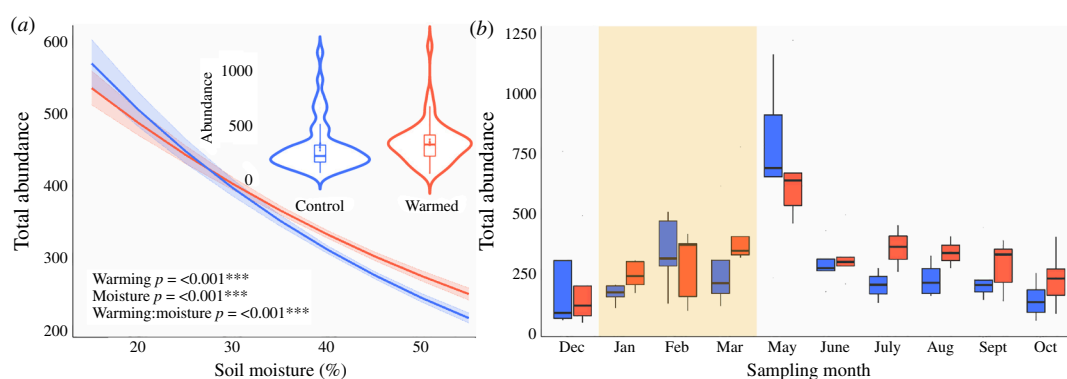 (a)
600
500
400
300
200
Total abundance
20
30
40
50
Soil moisture (%)
Abundance
1000
500
0
Control
Warmed
Warming p = <0.001***
Moisture p = <0.001***
Warming:moisture p = <0.001***
(b)
1250
1000
750
500
250
0
Total abundance
Dec
Jan
Feb
Mar
May
June
July
Aug
Sept
Oct
Sampling month